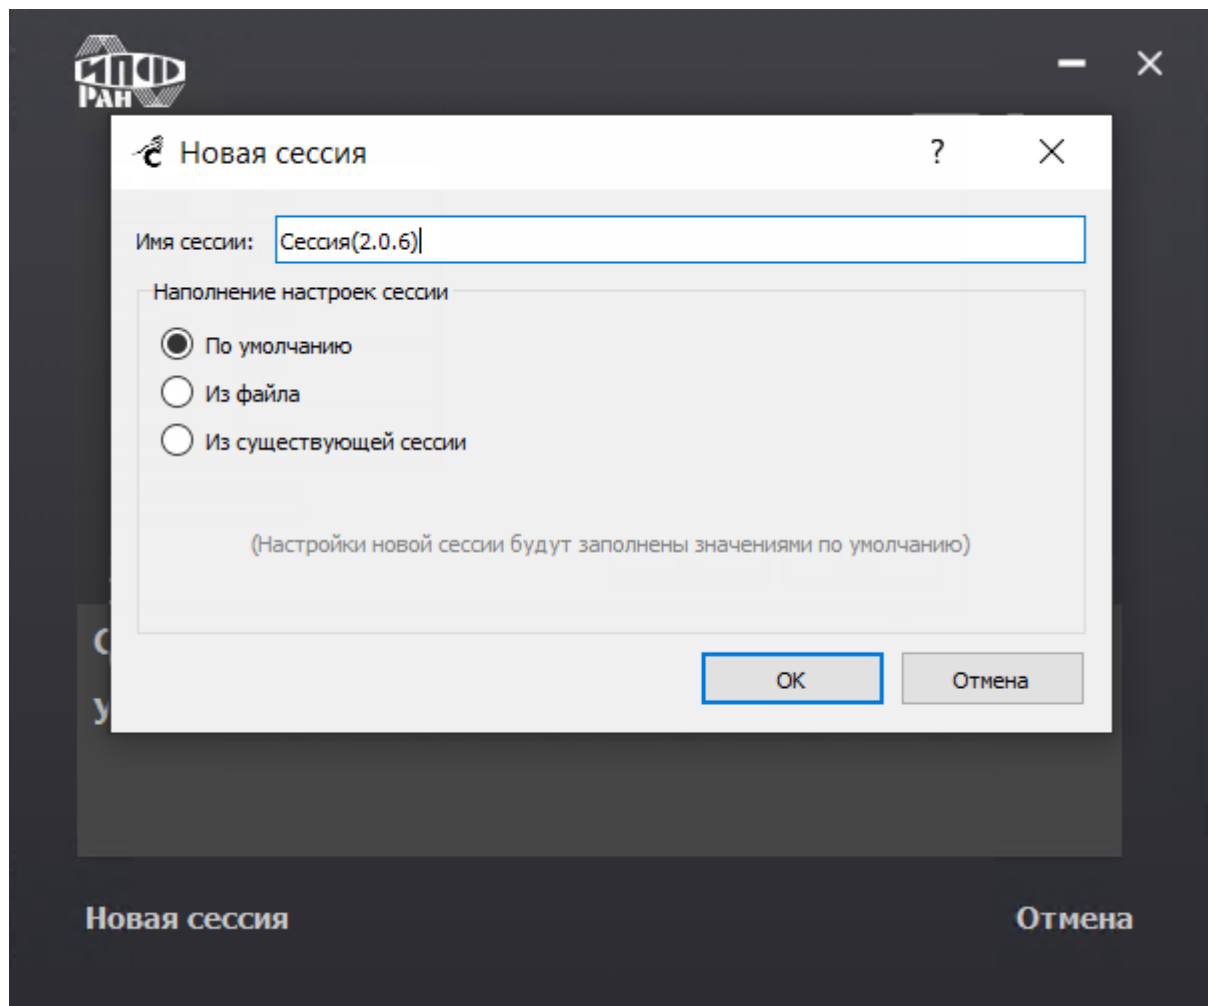 ИПФ
РАН
Новая сессия
?
Имя сессии: Сессия(2.0.6)
Наполнение настроек сессии
По умолчанию
Из файла
Из существующей сессии
(Настройки новой сессии будут заполнены значениями по умолчанию)
ОК Отмена
Новая сессия Отмена